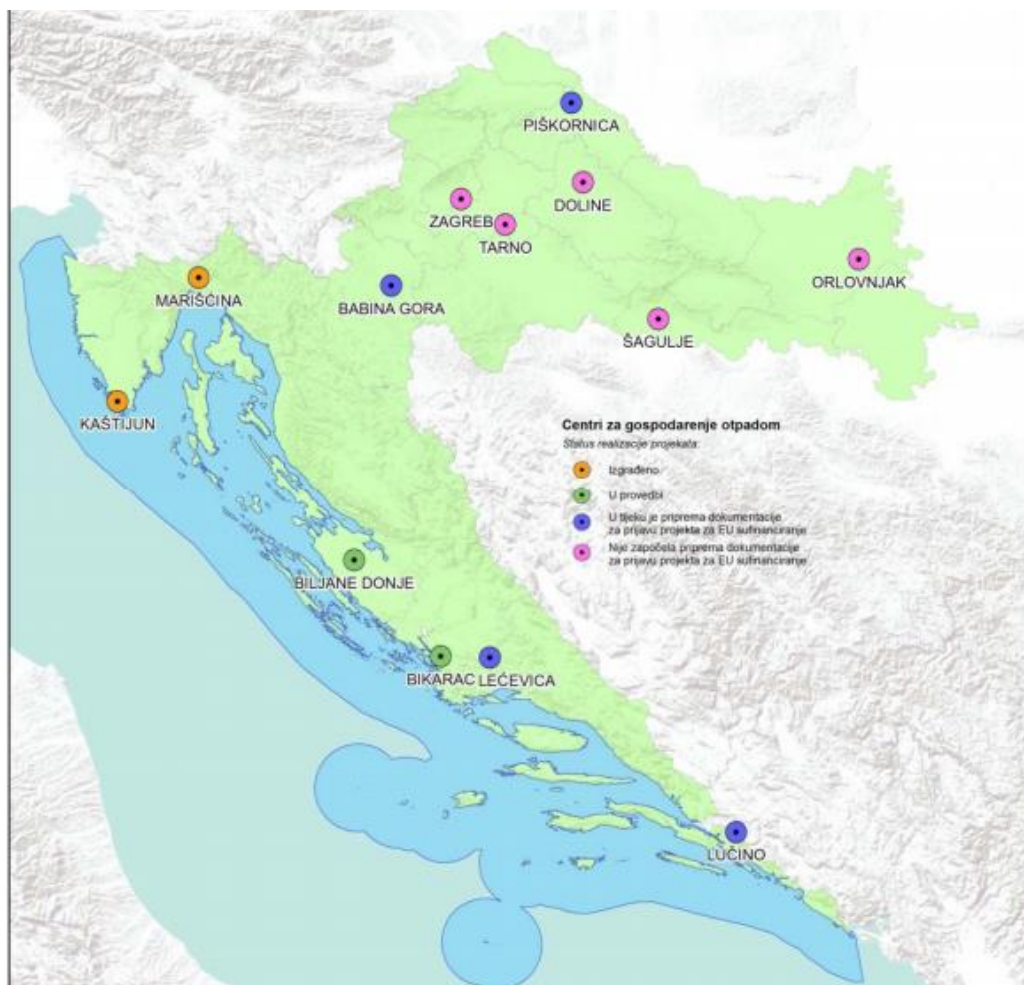 PIŠKORNICA
DOLINE
ZAGREB
TARNO
ORLOVNJAK
MARIŠĆINA
BABINA GORA
ŠAGULJE
KAŠTIJUN
Centri za gospodarenje otpadom
Status realizacije projekata:
Izgrađeno
U provedbi
U tijeku je priprema dokumentacije
za prijavu projekta za EU sufinanciranje
Nije započela priprema dokumentacije
za prijavu projekta za EU sufinanciranje
BILJANE DONJE
BIKARAC
LEĆEVICA
LUČINO